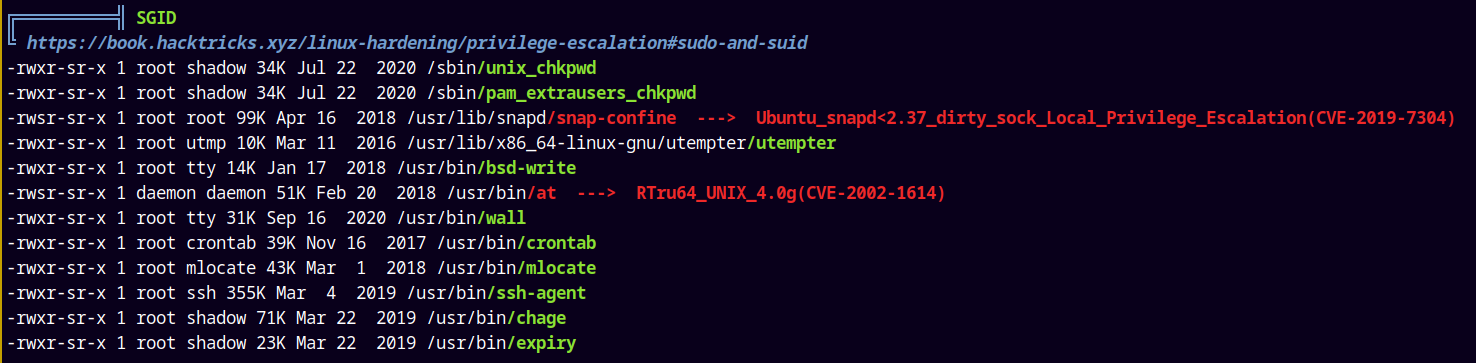 SGID
https://book.hacktricks.xyz/linux-hardening/privilege-escalation#sudo-and-suid
-rwxr-sr-x 1 root shadow 34K Jul 22  2020 /sbin/unix_chkpwd
-rwxr-sr-x 1 root shadow 34K Jul 22  2020 /sbin/pam_extrausers_chkpwd
-rwsr-sr-x 1 root root 99K Apr 16  2018 /usr/lib/snapd/snap-confine  --->  Ubuntu_snapd<2.37_dirty_sock_Local_Privilege_Escalation(CVE-2019-7304)
-rwxr-sr-x 1 root utmp 10K Mar 11  2016 /usr/lib/x86_64-linux-gnu/utempter/utempter
-rwxr-sr-x 1 root tty 14K Jan 17  2018 /usr/bin/bsd-write
-rwsr-sr-x 1 daemon daemon 51K Feb 20  2018 /usr/bin/at  --->  RTru64_UNIX_4.0g(CVE-2002-1614)
-rwxr-sr-x 1 root tty 31K Sep 16  2020 /usr/bin/wall
-rwxr-sr-x 1 root crontab 39K Nov 16  2017 /usr/bin/crontab
-rwxr-sr-x 1 root mlocate 43K Mar  1  2018 /usr/bin/mlocate
-rwxr-sr-x 1 root ssh 355K Mar  4  2019 /usr/bin/ssh-agent
-rwxr-sr-x 1 root shadow 71K Mar 22  2019 /usr/bin/chage
-rwxr-sr-x 1 root shadow 23K Mar 22  2019 /usr/bin/expiry